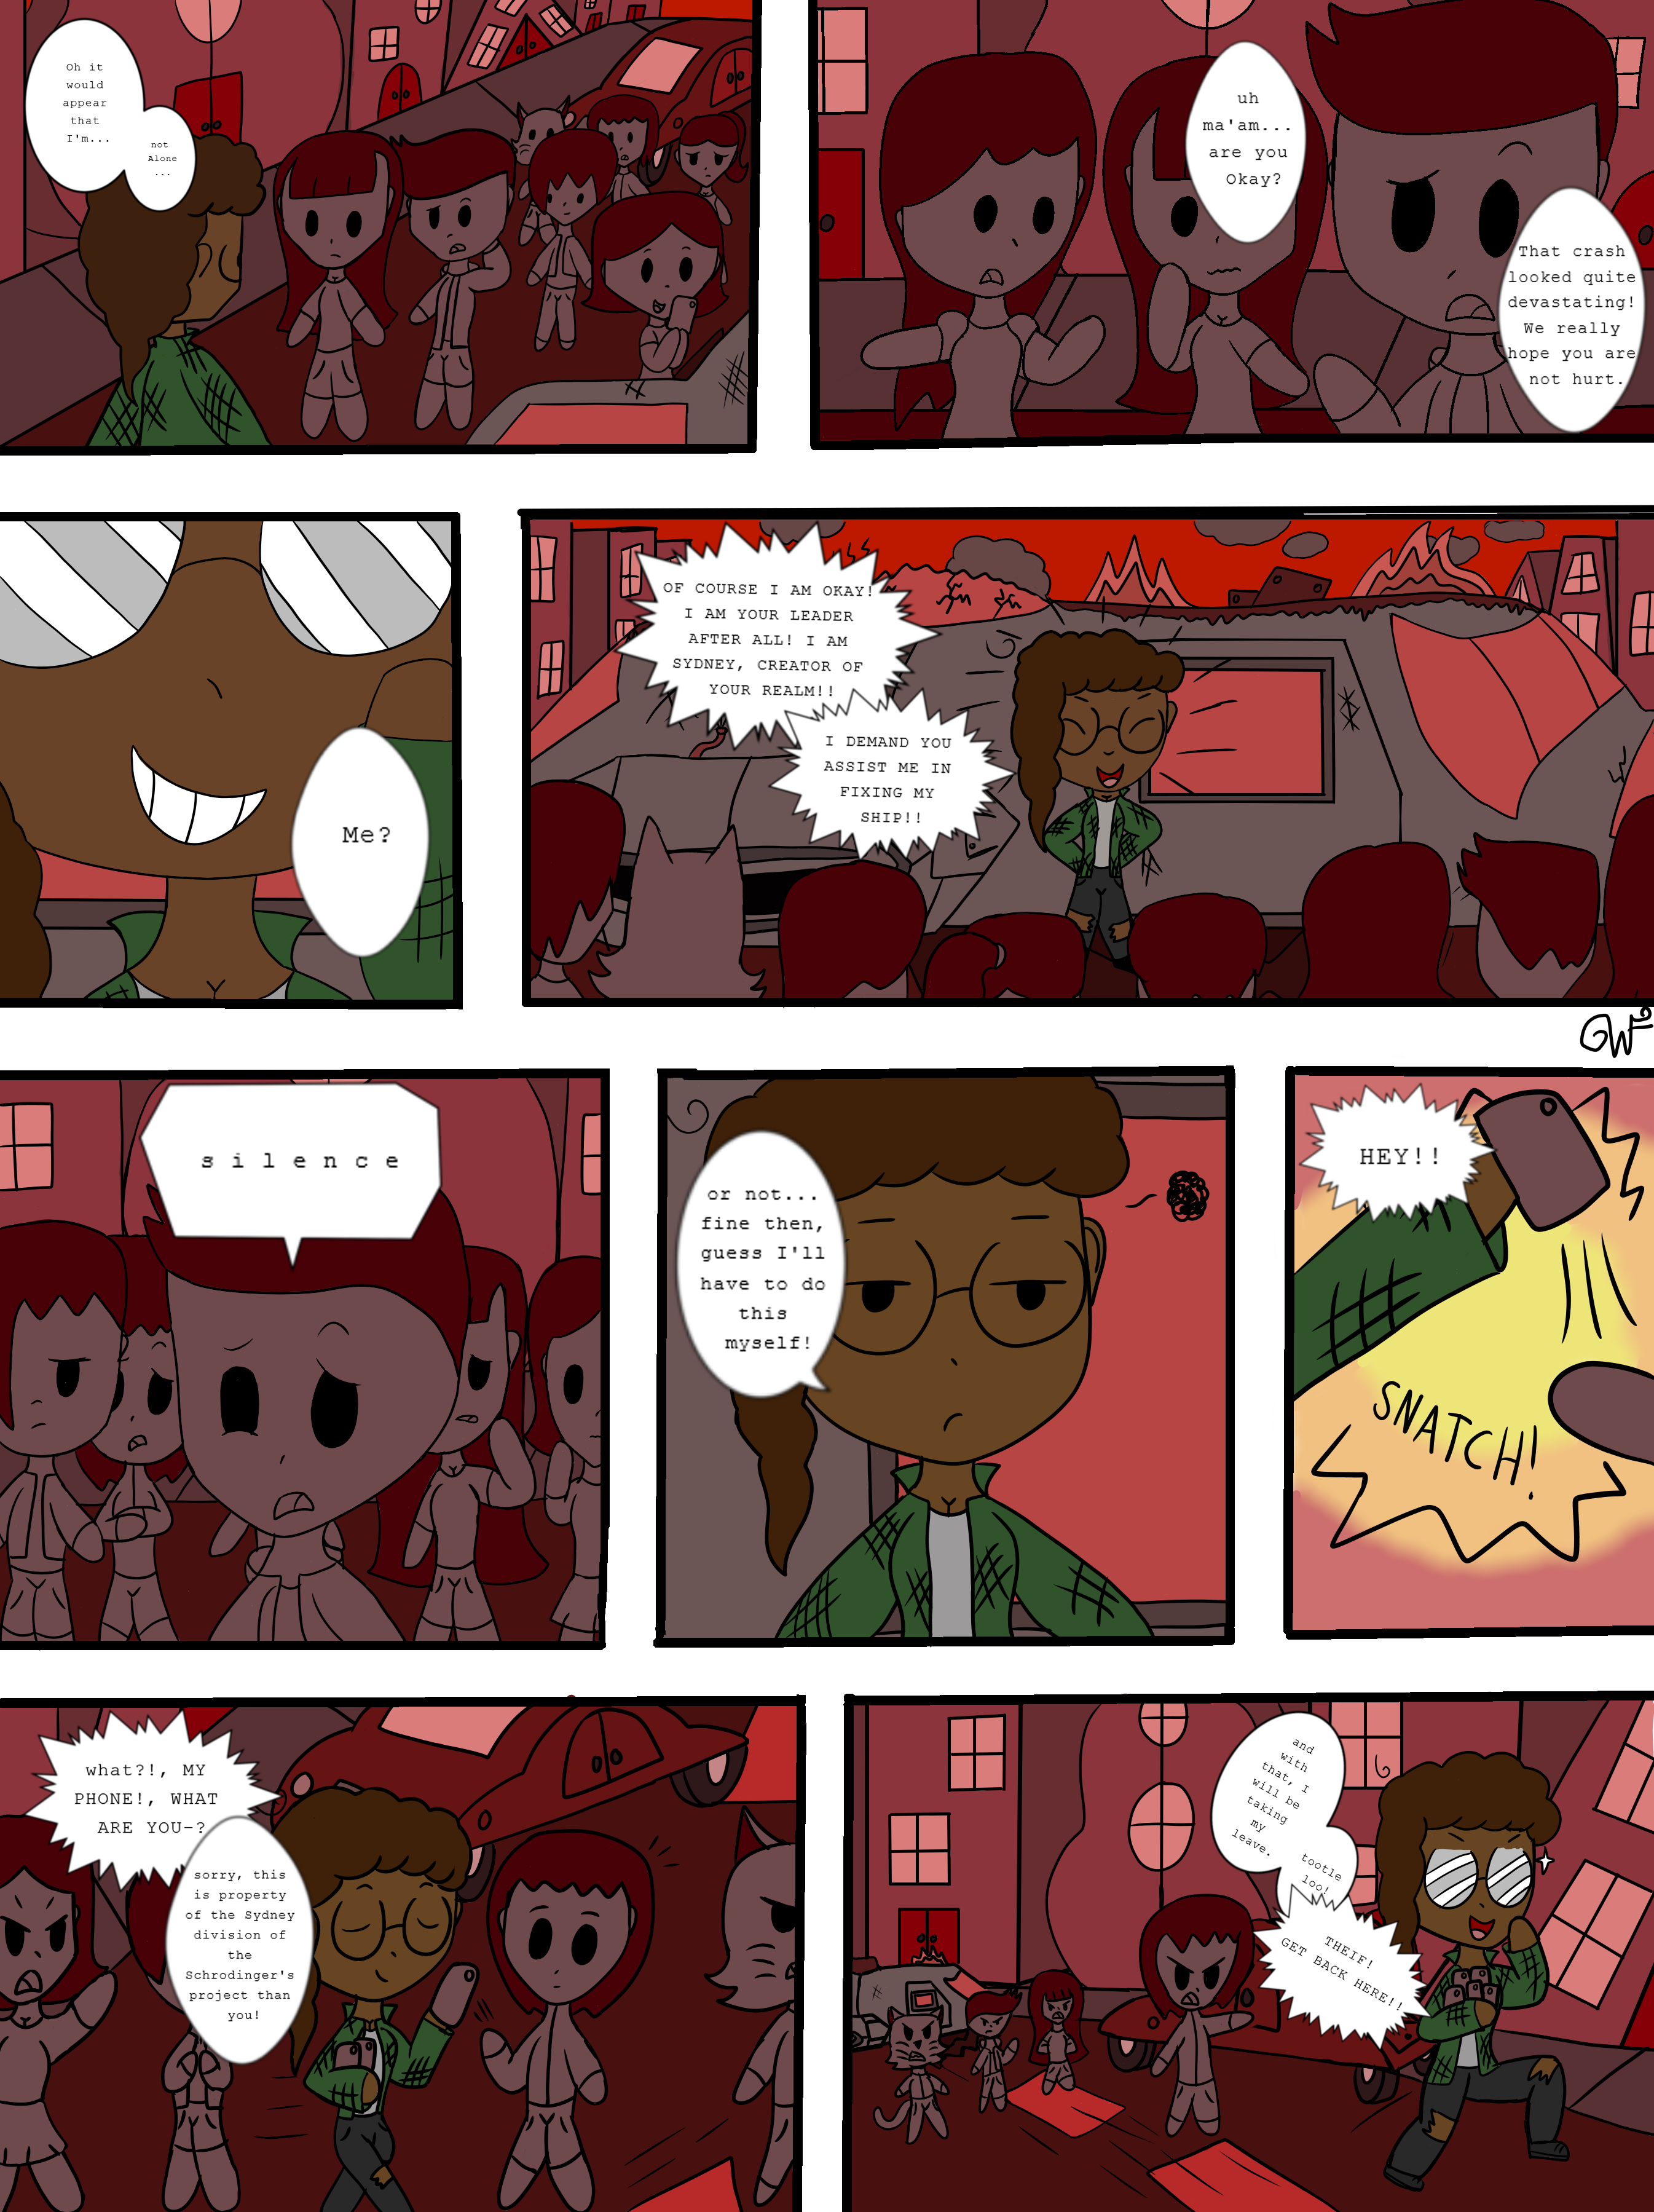 Oh it
would
appear
that
I'm...
not
Alone
...
uh
ma'am...
are you
Okay?
That crash
looked quite
devastating!
We really
hope you are
not hurt.
Me?
OF COURSE I AM OKAY!
I AM YOUR LEADER
AFTER ALL! I AM
SYDNEY, CREATOR OF
YOUR REALM!!
I DEMAND YOU
ASSIST ME IN
FIXING MY
SHIP!!
GWF
s i l e n c e
or not...
fine then,
guess I'll
have to do
this
myself!
HEY!!
SNATCH!
what?!, MY
PHONE!, WHAT
ARE YOU-?
sorry, this
is property
of the Sydney
division of
the
Schrodinger's
project than
you!
and
with
that, I
will be
taking
my
leave.
tootle
loo!
THEIF!
GET BACK HERE!!